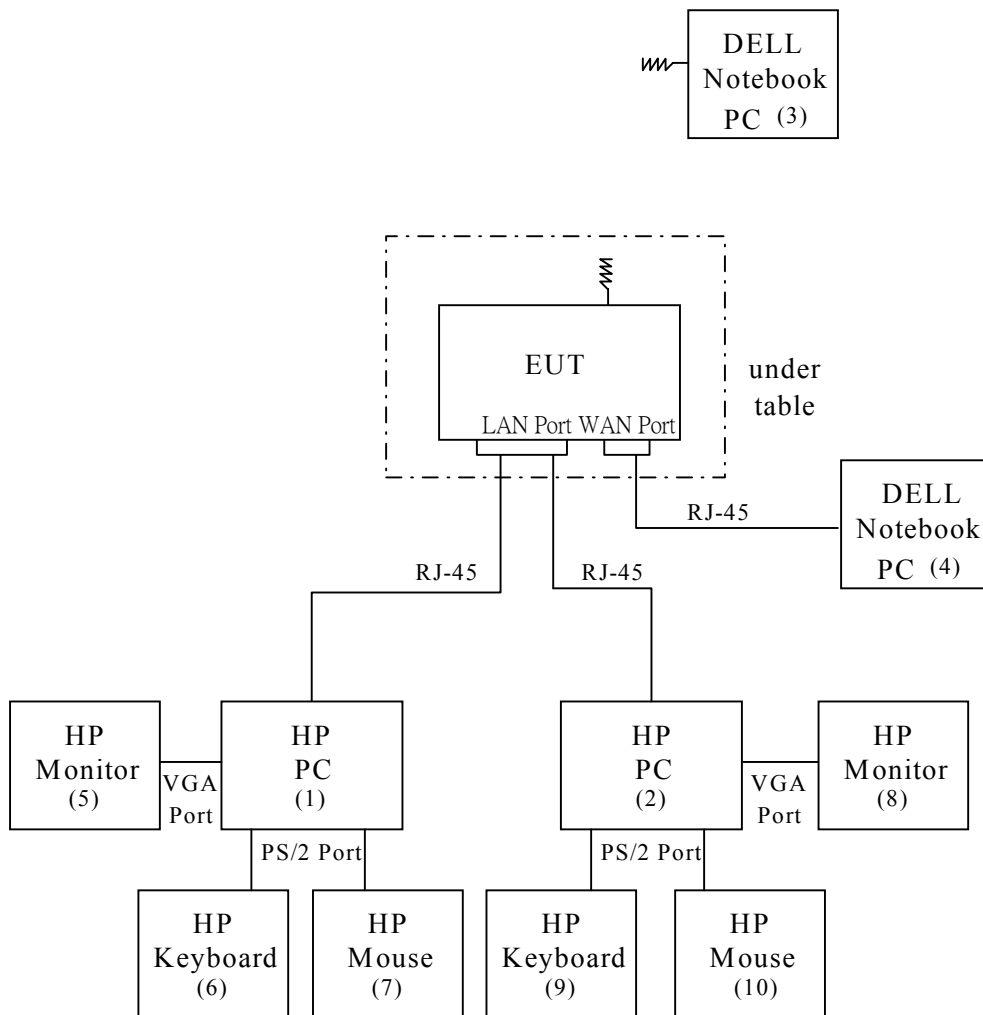 DELL
Notebook
PC (3)
EUT
LAN Port WAN Port
under
table
RJ-45
DELL
Notebook
PC (4)
RJ-45
RJ-45
HP
Monitor
(5)
VGA
Port
HP
PC
(1)
HP
PC
(2)
VGA
Port
HP
Monitor
(8)
PS/2 Port
PS/2 Port
HP
Keyboard
(6)
HP
Mouse
(7)
HP
Keyboard
(9)
HP
Mouse
(10)